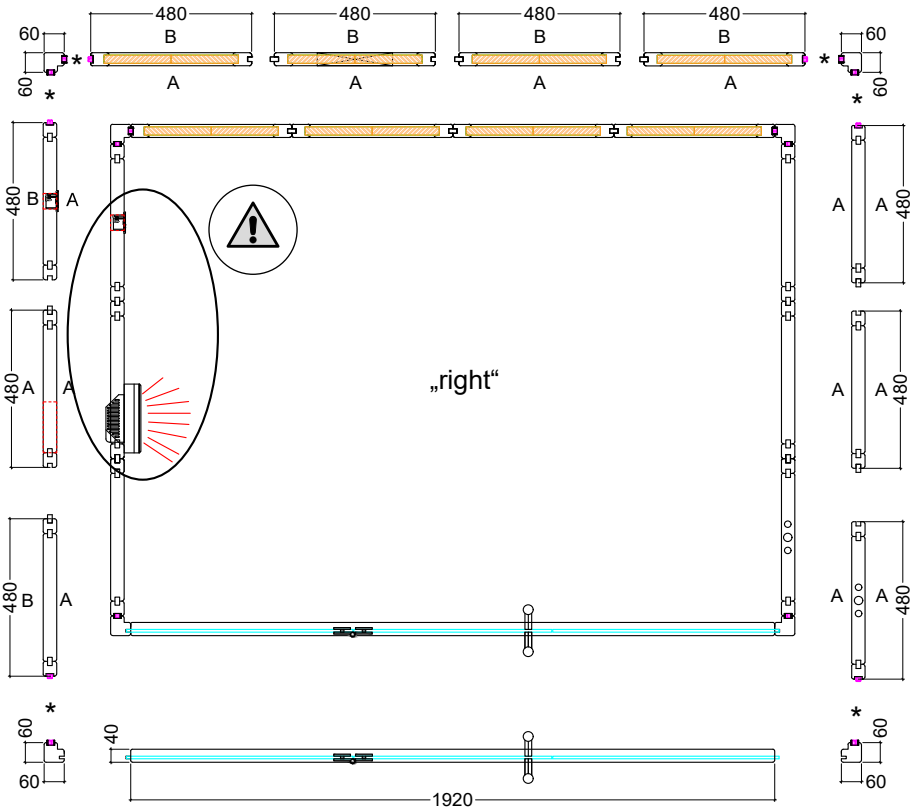 480 480 480 480
60 B B B B 60
60 * A A A A * 60
* *
480 B A A A 480
480 A A A A 480
„right“
480 B A A A 480
* *
60 60
60 40 60
1920